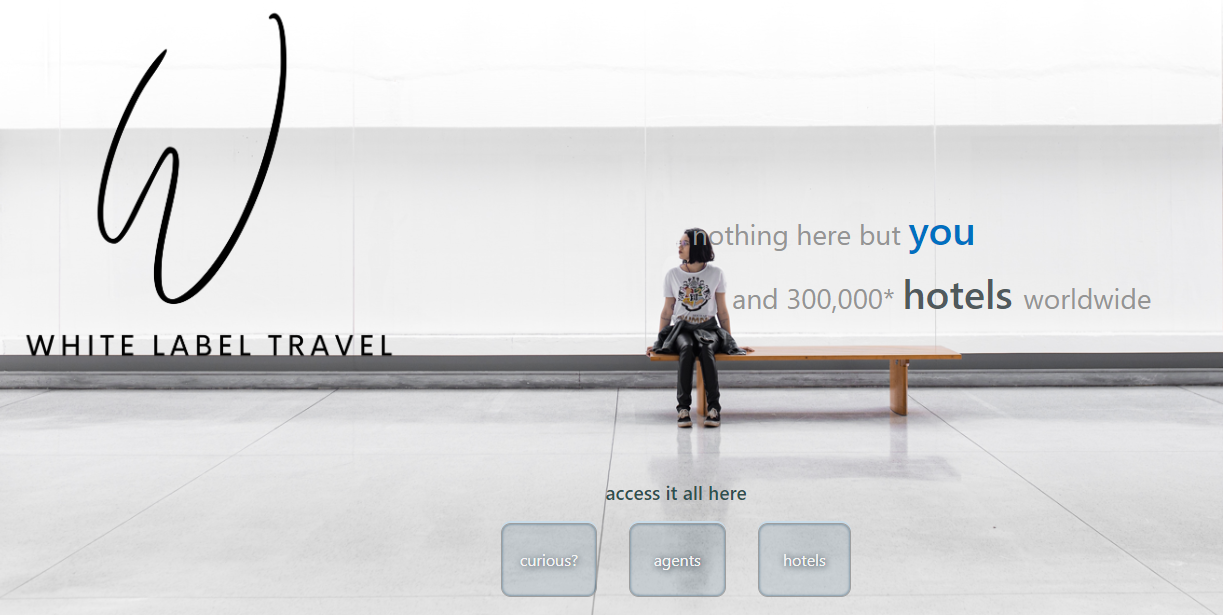 W
WHITE LABEL TRAVEL
nothing here but you
and 300,000* hotels worldwide
access it all here
curious?
agents
hotels